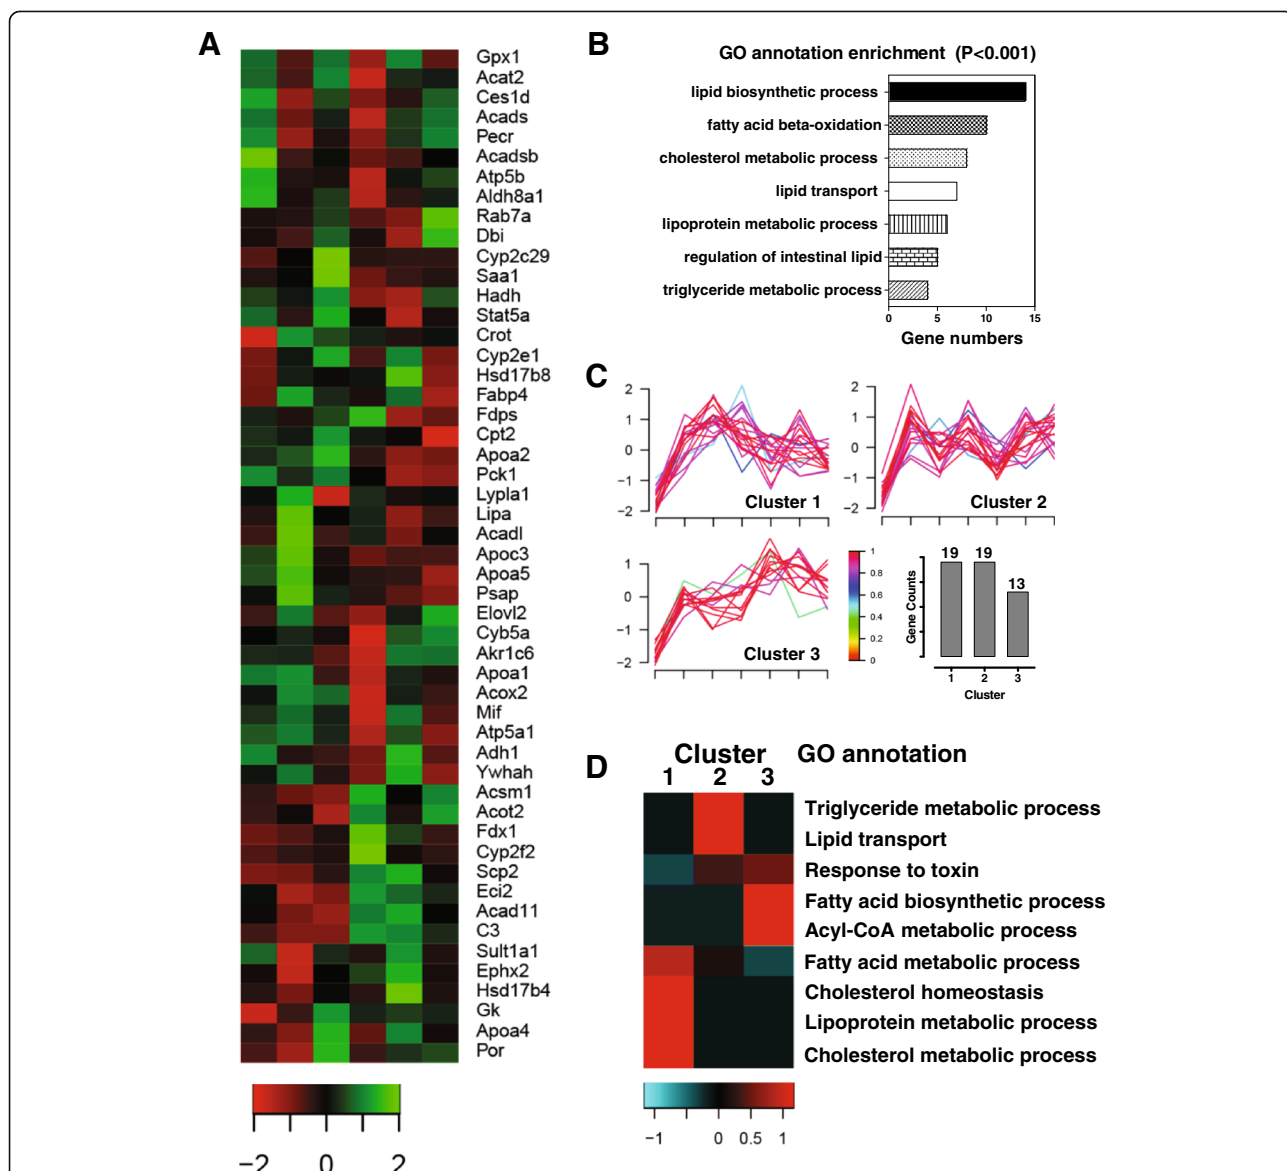 A
Gpx1
Acat2
Ces1d
Acads
Pecr
Acadsb
Atp5b
Aldh8a1
Rab7a
Dbi
Cyp2c29
Saa1
Hadh
Stat5a
Crot
Cyp2e1
Hsd17b8
Fabp4
Fdps
Cpt2
Apoa2
Pck1
Lypla1
Lipa
Acadl
Apoc3
Apoa5
Psap
Elovl2
Cyb5a
Akr1c6
Apoa1
Acox2
Mif
Atp5a1
Adh1
Ywhah
Acsm1
Acot2
Fdx1
Cyp2f2
Scp2
Eci2
Acad11
C3
Sult1a1
Ephx2
Hsd17b4
Gk
Apoa4
Por
−2 0 2
B
GO annotation enrichment (P<0.001)
lipid biosynthetic process
fatty acid beta-oxidation
cholesterol metabolic process
lipid transport
lipoprotein metabolic process
regulation of intestinal lipid
triglyceride metabolic process
0 5 10 15
Gene numbers
C
2
1
0
−1
−2
Cluster 1
2
1
0
−1
−2
Cluster 2
1
0
−1
−2
Cluster 3
1
0.8
0.6
0.4
0.2
0
Gene Counts
19 19 13
1 2 3
Cluster
D
Cluster GO annotation
1 2 3
Triglyceride metabolic process
Lipid transport
Response to toxin
Fatty acid biosynthetic process
Acyl-CoA metabolic process
Fatty acid metabolic process
Cholesterol homeostasis
Lipoprotein metabolic process
Cholesterol metabolic process
−1 0 0.5 1